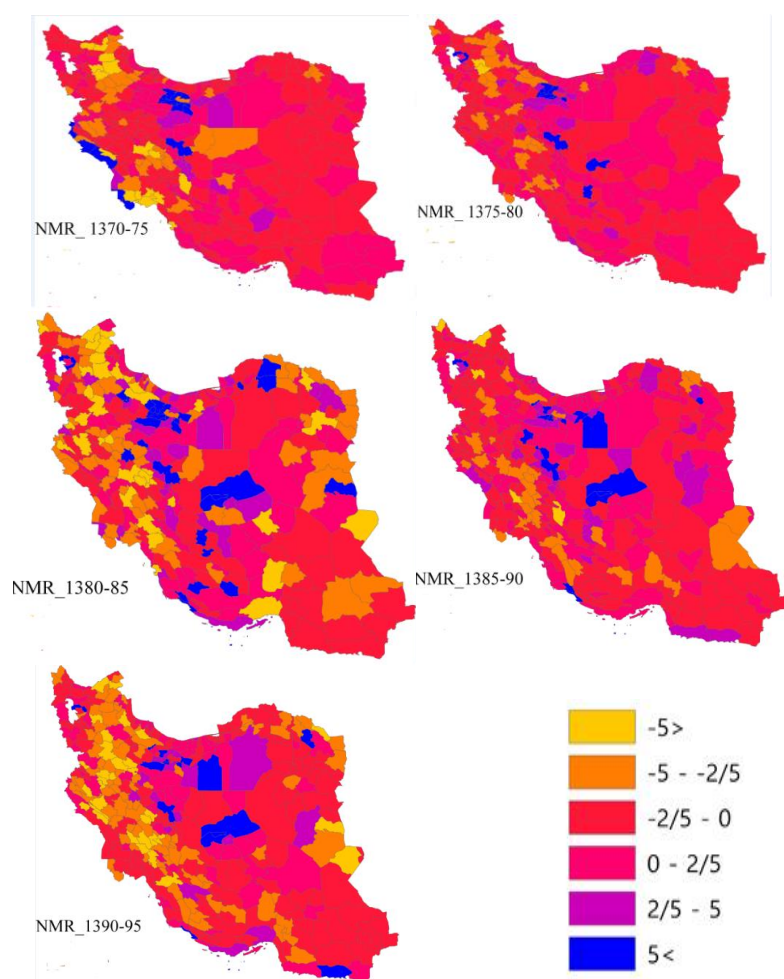 NMR_ 1370-75
NMR_ 1375-80
NMR_1380-85
NMR_1385-90
NMR_1390-95
-5>
-5 - -2/5
-2/5 - 0
0 - 2/5
2/5 - 5
5<